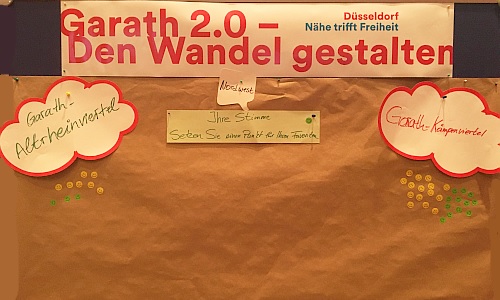 Garath 2.0 –
Den Wandel gestalten
Düsseldorf
Nähe trifft Freiheit
Nordwest
Garath-
Altrheinviertel
Ihre Stimme
Setzen Sie einen Punkt für Ihren Favoriten
Garath-Kämpenviertel